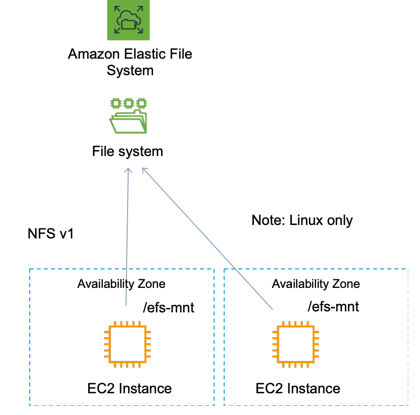 Amazon Elastic File
System
File system
Note: Linux only
NFS v1
Availability Zone
/efs-mnt
EC2 Instance
Availability Zone
/efs-mnt
EC2 Instance